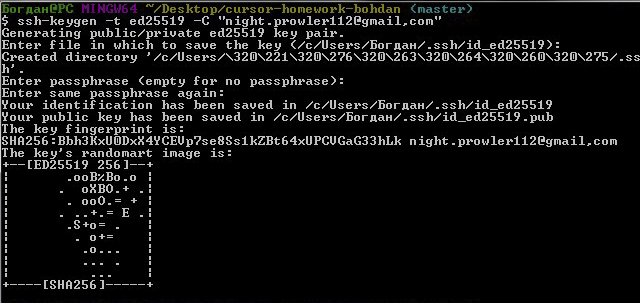 Богдан@PC MINGW64 ~/Desktop/cursor-homework-bohdan (master)
$ ssh-keygen -t ed25519 -C "night.prowler112@gmail,com"
Generating public/private ed25519 key pair.
Enter file in which to save the key (/c/Users/Богдан/.ssh/id_ed25519):
Created directory '/c/Users/\320\221\320\276\320\263\320\264\320\260\320\275/.ss
h'.
Enter passphrase (empty for no passphrase):
Enter same passphrase again:
Your identification has been saved in /c/Users/Богдан/.ssh/id_ed25519
Your public key has been saved in /c/Users/Богдан/.ssh/id_ed25519.pub
The key fingerprint is:
SHA256:Bbh3KxU0DxX4YCEVp7se8Ss1kZBt64xUPCVGaG33hLk night.prowler112@gmail,com
The key's randomart image is:
+--[ED25519 256]--+
|       .ooB%Bo.o |
|      .  oXBO.+ .|
|       . ooO.= + |
|      . ..+.= E .|
|       .S+o= .   |
|        . o+=    |
|         .o...   |
|         ... .   |
|          ...    |
+----[SHA256]-----+